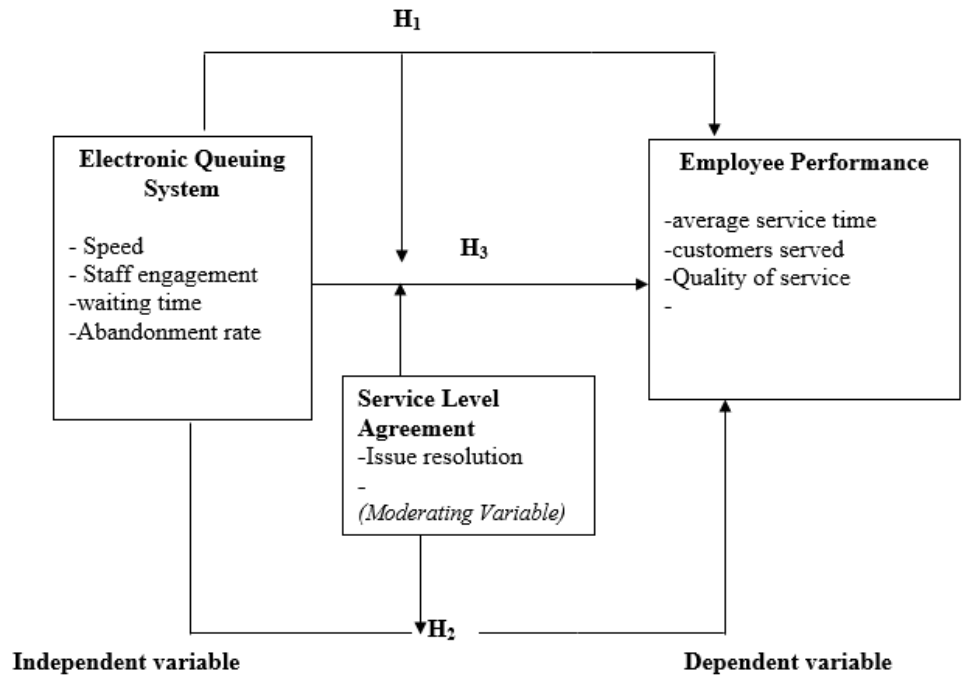 H₁
Electronic Queuing
System
- Speed
- Staff engagement
-waiting time
-Abandonment rate
Employee Performance
-average service time
-customers served
-Quality of service
-
H₃
Service Level
Agreement
-Issue resolution
-
(Moderating Variable)
H₂
Independent variable
Dependent variable